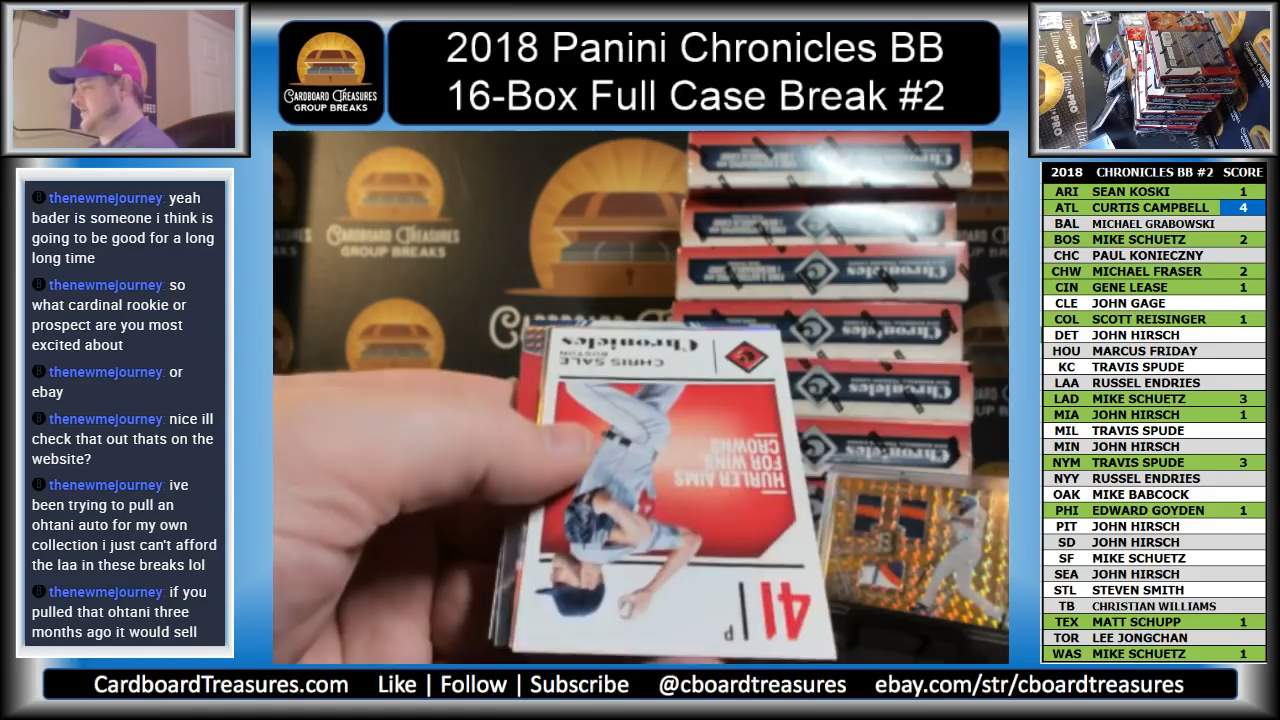 2018 Panini Chronicles BB
16-Box Full Case Break #2
CARDBOARD TREASURES
GROUP BREAKS
thenewmejourney: yeah
bader is someone i think is
going to be good for a long
long time
thenewmejourney: so
what cardinal rookie or
prospect are you most
excited about
thenewmejourney: or
ebay
thenewmejourney: nice ill
check that out thats on the
website?
thenewmejourney: ive
been trying to pull an
ohtani auto for my own
collection i just can't afford
the laa in these breaks lol
thenewmejourney: if you
pulled that ohtani three
months ago it would sell
CARDBOARD TREASURES
GROUP BREAKS
Chronicles
Chronicles
Chronicles
Chronicles
Chronicles
Chronicles
Chronicles
CHRIS SALE
BOSTON
HURLER AIMS
FOR WINS,
CROWNS
41
P
2018 CHRONICLES BB #2 SCORE
ARI SEAN KOSKI 1
ATL CURTIS CAMPBELL 4
BAL MICHAEL GRABOWSKI
BOS MIKE SCHUETZ 2
CHC PAUL KONIECZNY
CHW MICHAEL FRASER 2
CIN GENE LEASE 1
CLE JOHN GAGE
COL SCOTT REISINGER 1
DET JOHN HIRSCH
HOU MARCUS FRIDAY
KC TRAVIS SPUDE
LAA RUSSEL ENDRIES
LAD MIKE SCHUETZ 3
MIA JOHN HIRSCH 1
MIL TRAVIS SPUDE
MIN JOHN HIRSCH
NYM TRAVIS SPUDE 3
NYY RUSSEL ENDRIES
OAK MIKE BABCOCK
PHI EDWARD GOYDEN 1
PIT JOHN HIRSCH
SD JOHN HIRSCH
SF MIKE SCHUETZ
SEA JOHN HIRSCH
STL STEVEN SMITH
TB CHRISTIAN WILLIAMS
TEX MATT SCHUPP 1
TOR LEE JONGCHAN
WAS MIKE SCHUETZ 1
CardboardTreasures.com Like | Follow | Subscribe @cboardtreasures ebay.com/str/cboardtreasures